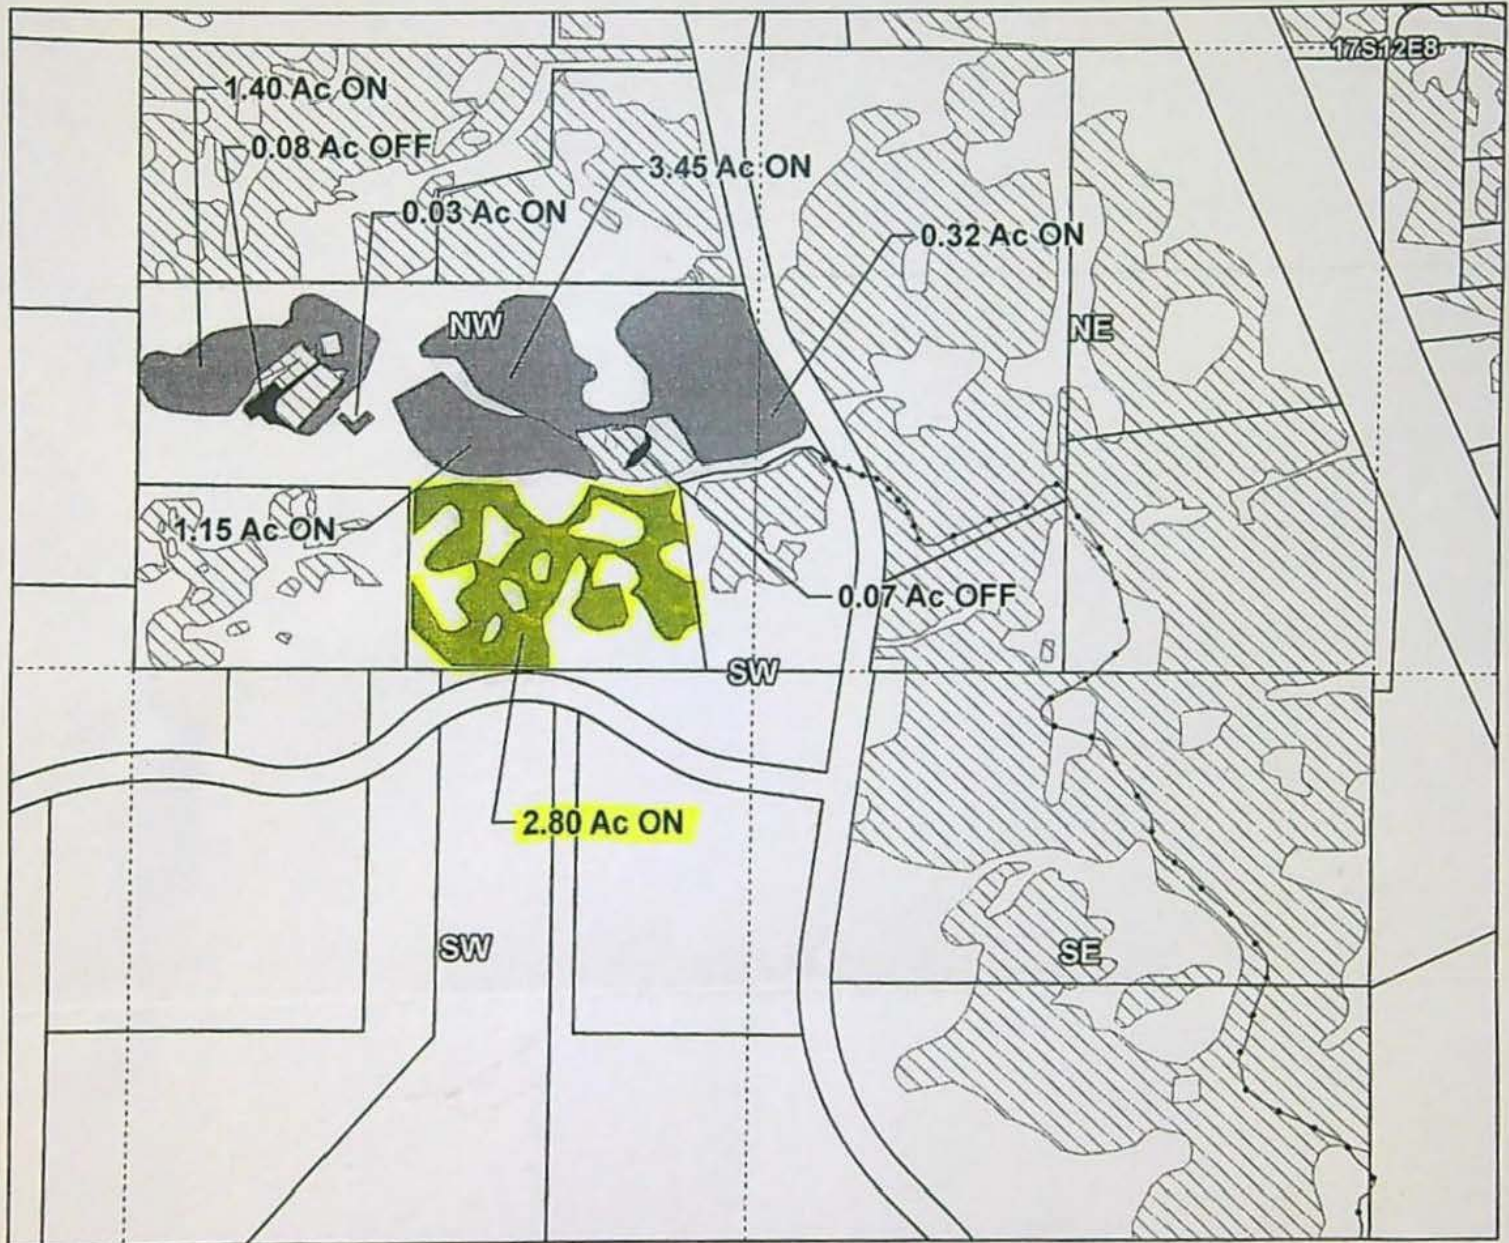 17S12E8
1.40 Ac ON
0.08 Ac OFF
3.45 Ac ON
0.03 Ac ON
0.32 Ac ON
NW
NE
1.15 Ac ON
0.07 Ac OFF
SW
2.80 Ac ON
SW
SE